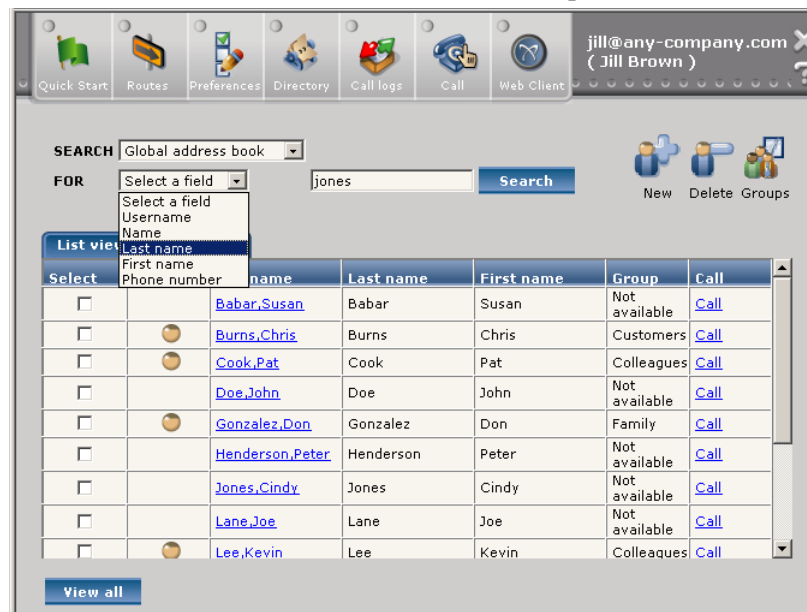 jill@any-company.com
( Jill Brown )
Quick Start Routes Preferences Directory Call logs Call Web Client
SEARCH Global address book
FOR Select a field jones Search
New Delete Groups
Select a field
Username
Name
Last name
First name
Phone number
List view
Select name Last name First name Group Call
Babar,Susan Babar Susan Not available Call
Burns,Chris Burns Chris Customers Call
Cook,Pat Cook Pat Colleagues Call
Doe,John Doe John Not available Call
Gonzalez,Don Gonzalez Don Family Call
Henderson,Peter Henderson Peter Not available Call
Jones,Cindy Jones Cindy Not available Call
Lane,Joe Lane Joe Not available Call
Lee,Kevin Lee Kevin Colleagues Call
View all